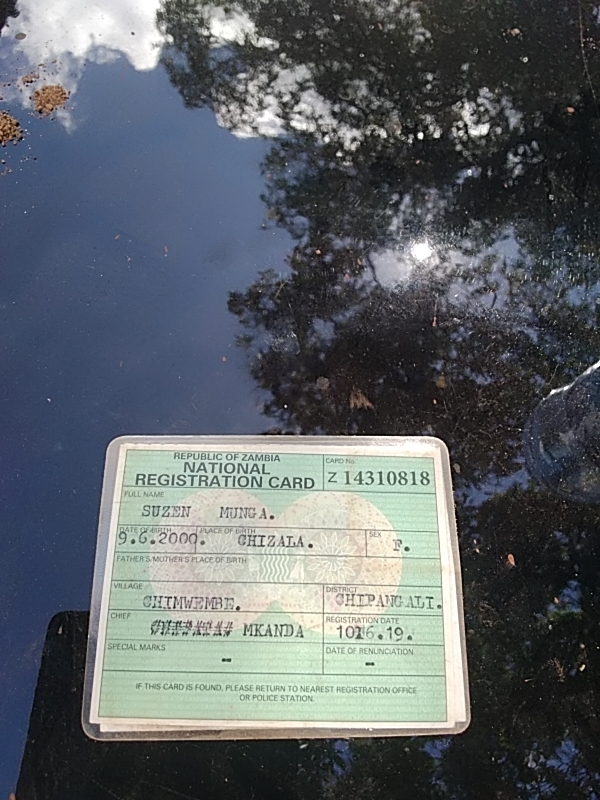 REPUBLIC OF ZAMBIA
NATIONAL
REGISTRATION CARD
CARD No.
Z 14310818
FULL NAME
SUZEN MUNGA.
DATE OF BIRTH PLACE OF BIRTH SEX
9.6.2000. CHIZALA. F.
FATHER'S/MOTHER'S PLACE OF BIRTH
VILLAGE DISTRICT
CHIMWEMBE. CHIPANGALI.
CHIEF REGISTRATION DATE
MKANDA
SPECIAL MARKS DATE OF RENUNCIATION
- -
IF THIS CARD IS FOUND, PLEASE RETURN TO NEAREST REGISTRATION OFFICE
OR POLICE STATION.